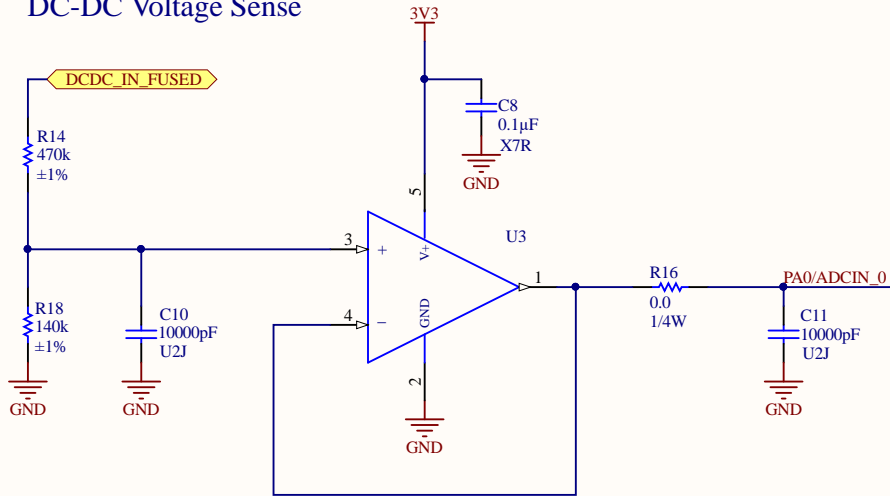 DC-DC Voltage Sense
3V3
DCDC_IN_FUSED
C8
0.1µF
X7R
GND
R14
470k
±1%
5
3
+
V+
U3
1
R16
0.0
1/4W
PA0/ADCIN_0
4
−
GND
2
GND
R18
140k
±1%
GND
C10
10000pF
U2J
GND
C11
10000pF
U2J
GND